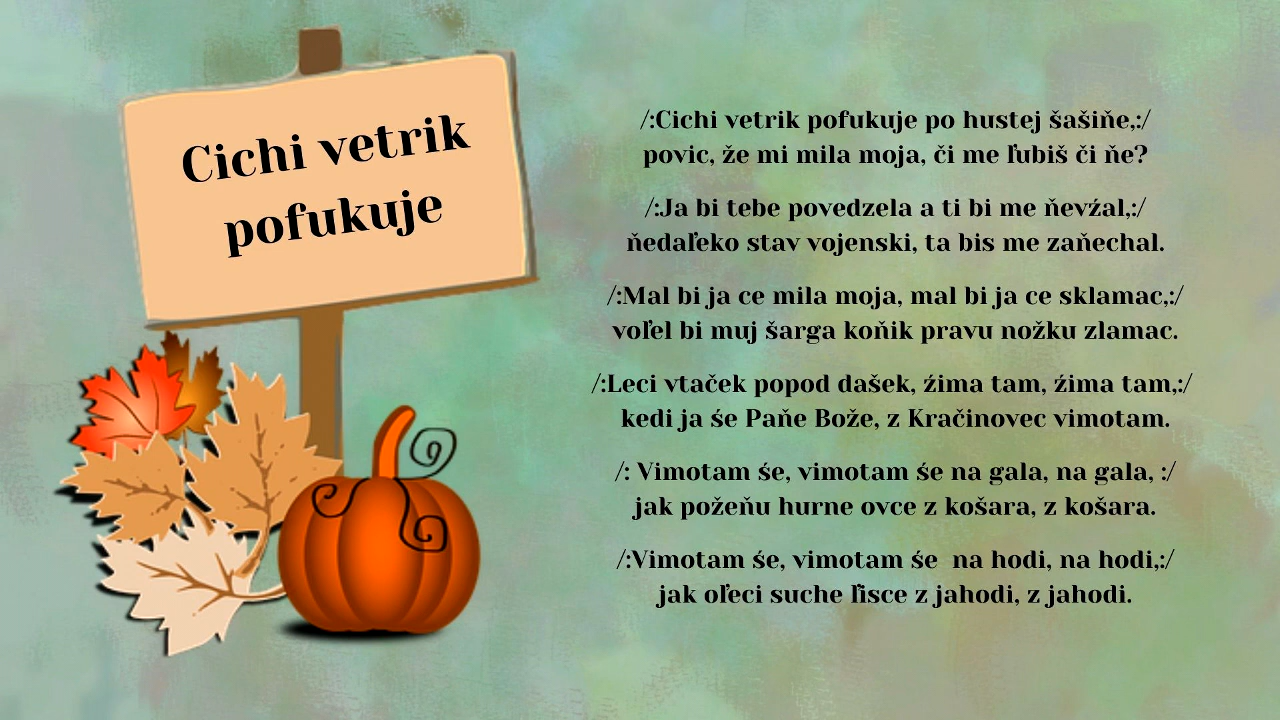 Cichi vetrik
pofukuje
/:Cichi vetrik pofukuje po hustej šašiňe,:/
povic, že mi mila moja, či me ľubiš či ňe?
/:Ja bi tebe povedzela a ti bi me ňevźal,:/
ňedaľeko stav vojenski, ta bis me zaňechal.
/:Mal bi ja ce mila moja, mal bi ja ce sklamac,:/
voľel bi muj šarga koňik pravu nožku zlamac.
/:Leci vtaček popod dašek, źima tam, źima tam,:/
kedi ja śe Paňe Bože, z Kračinovec vimotam.
/: Vimotam śe, vimotam śe na gala, na gala, :/
jak požeňu hurne ovce z košara, z košara.
/:Vimotam śe, vimotam śe  na hodi, na hodi,:/
jak oľeci suche ľisce z jahodi, z jahodi.